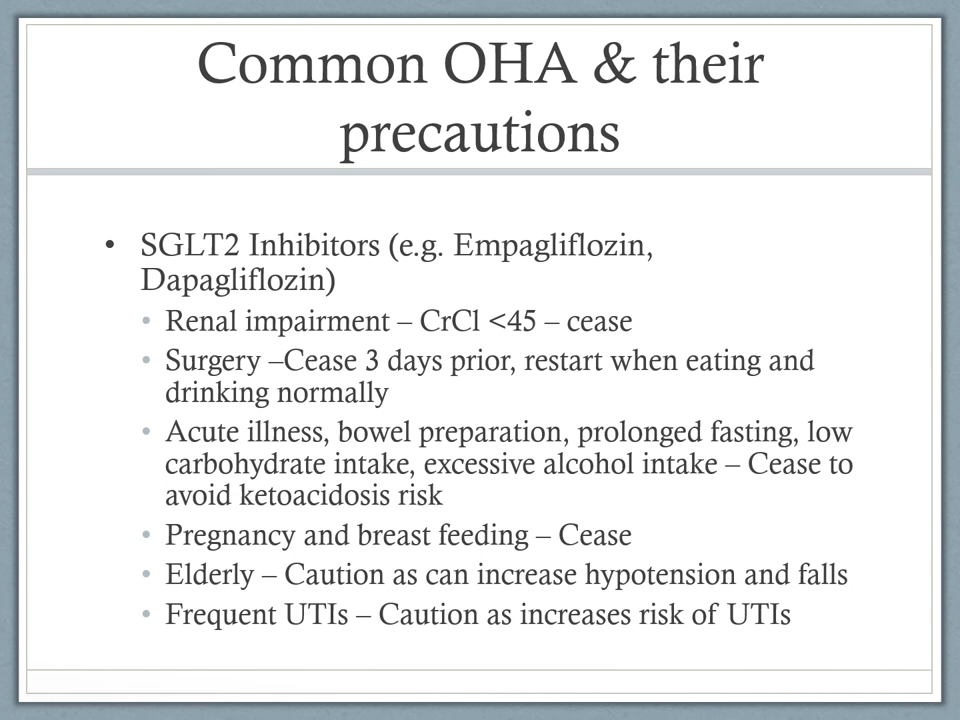 Common OHA & their
precautions
• SGLT2 Inhibitors (e.g. Empagliflozin,
Dapagliflozin)
• Renal impairment – CrCl <45 – cease
• Surgery –Cease 3 days prior, restart when eating and
drinking normally
• Acute illness, bowel preparation, prolonged fasting, low
carbohydrate intake, excessive alcohol intake – Cease to
avoid ketoacidosis risk
• Pregnancy and breast feeding – Cease
• Elderly – Caution as can increase hypotension and falls
• Frequent UTIs – Caution as increases risk of UTIs